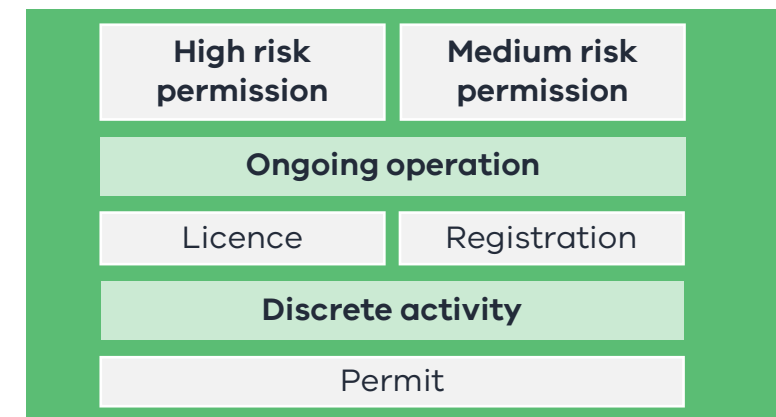 High risk
permission
Medium risk
permission
Ongoing operation
Licence
Registration
Discrete activity
Permit